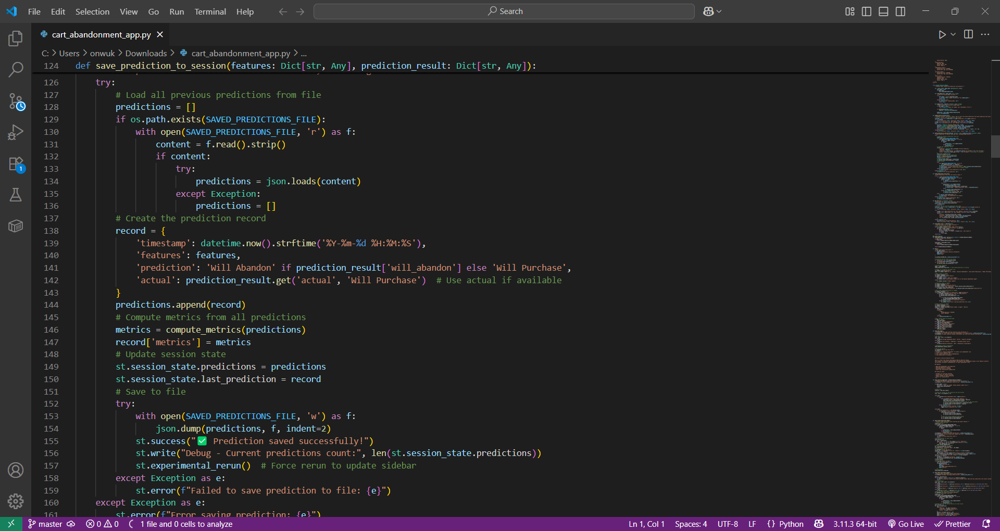 File Edit Selection View Go Run Terminal Help
Search
cart_abandonment_app.py
C: > Users > onwuk > Downloads > cart_abandonment_app.py > ...
124 def save_prediction_to_session(features: Dict[str, Any], prediction_result: Dict[str, Any]):
126 try:
127 # Load all previous predictions from file
128 predictions = []
129 if os.path.exists(SAVED_PREDICTIONS_FILE):
130 with open(SAVED_PREDICTIONS_FILE, 'r') as f:
131 content = f.read().strip()
132 if content:
133 try:
134 predictions = json.loads(content)
135 except Exception:
136 predictions = []
137 # Create the prediction record
138 record = {
139 'timestamp': datetime.now().strftime('%Y-%m-%d %H:%M:%S'),
140 'features': features,
141 'prediction': 'Will Abandon' if prediction_result['will_abandon'] else 'Will Purchase',
142 'actual': prediction_result.get('actual', 'Will Purchase')  # Use actual if available
143 }
144 predictions.append(record)
145 # Compute metrics from all predictions
146 metrics = compute_metrics(predictions)
147 record['metrics'] = metrics
148 # Update session state
149 st.session_state.predictions = predictions
150 st.session_state.last_prediction = record
151 # Save to file
152 try:
153 with open(SAVED_PREDICTIONS_FILE, 'w') as f:
154 json.dump(predictions, f, indent=2)
155 st.success("✅ Prediction saved successfully!")
156 st.write("Debug - Current predictions count:", len(st.session_state.predictions))
157 st.experimental_rerun()  # Force rerun to update sidebar
158 except Exception as e:
159 st.error(f"Failed to save prediction to file: {e}")
160 except Exception as e:
161 st.error(f"Error saving prediction: {e}")
1
master 0 0 1 file and 0 cells to analyze Ln 1, Col 1 Spaces: 4 UTF-8 LF {} Python 3.11.3 64-bit Go Live Prettier